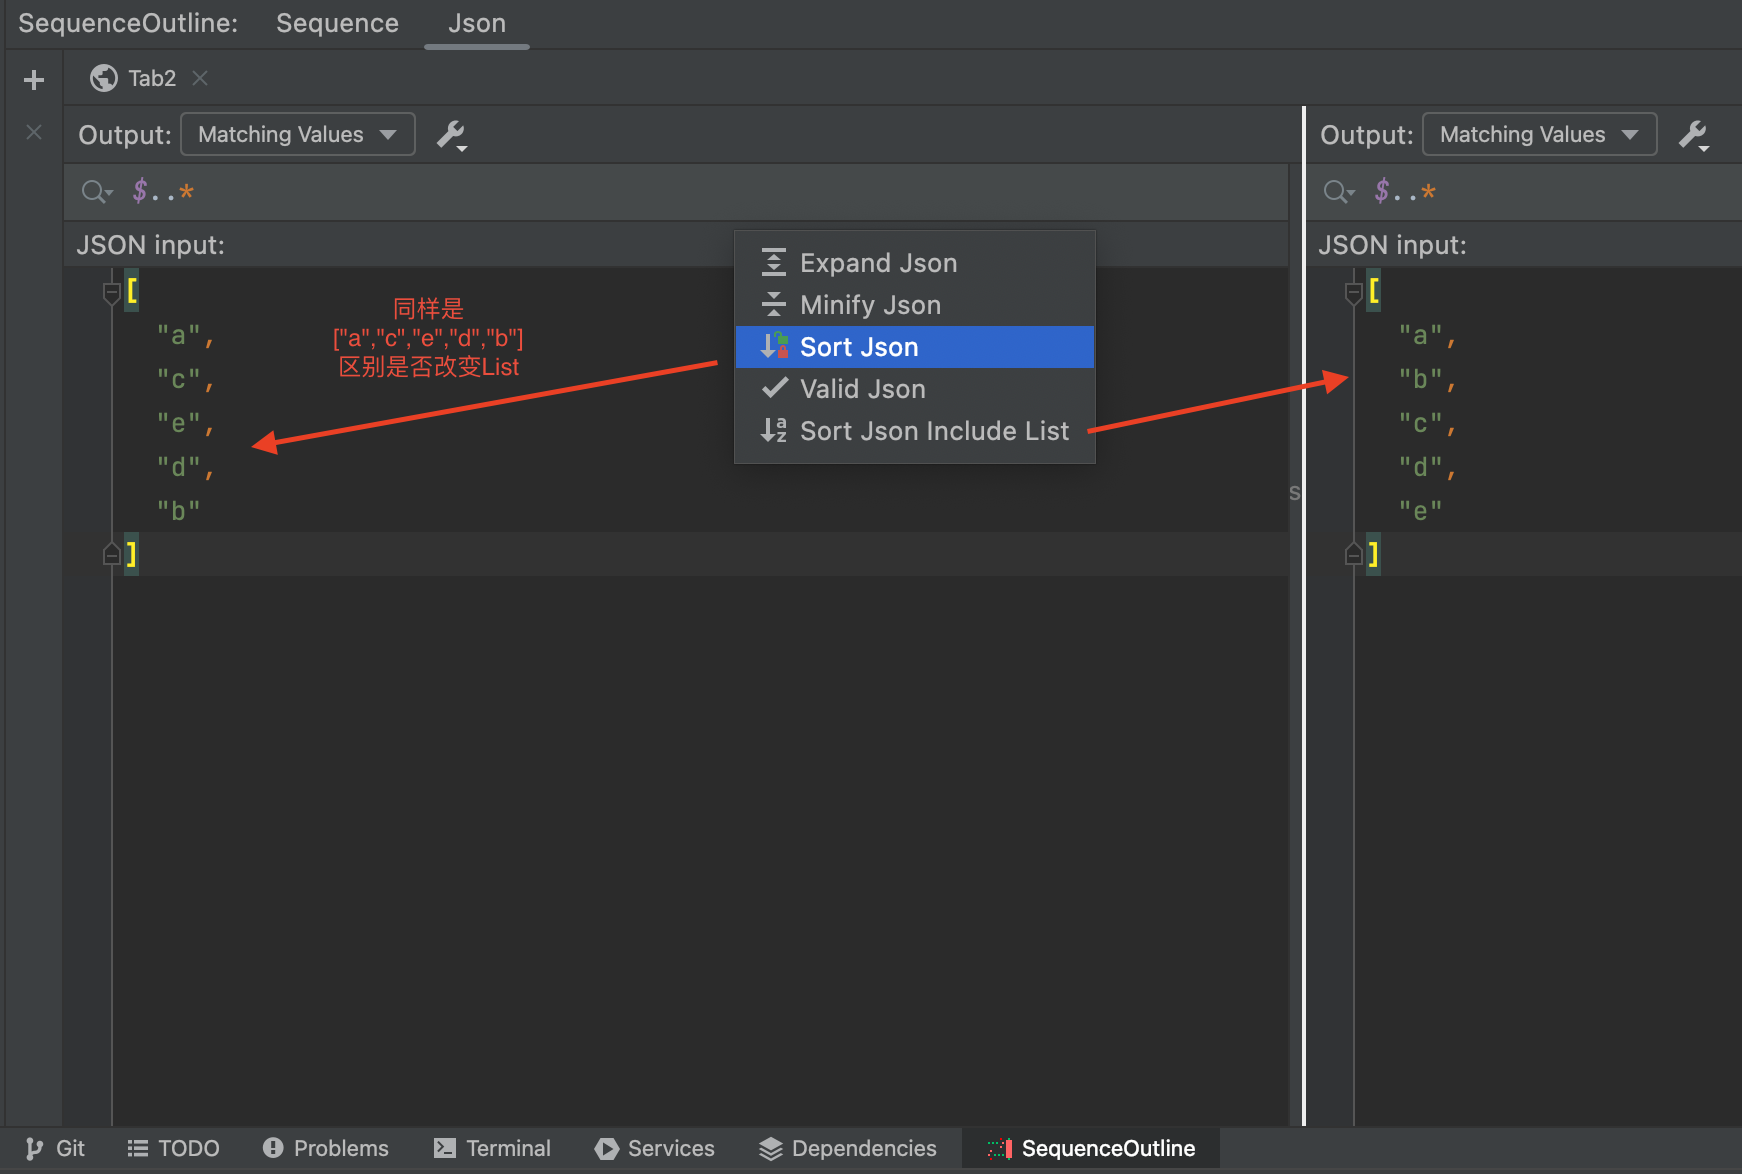 SequenceOutline: Sequence Json
Tab2
Output: Matching Values
$..*
JSON input:
[
"a",
"c",
"e",
"d",
"b"
]
同样是
["a","c","e","d","b"]
区别是否改变List
Expand Json
Minify Json
Sort Json
Valid Json
Sort Json Include List
s
Output: Matching Values
$..*
JSON input:
[
"a",
"b",
"c",
"d",
"e"
]
Git TODO Problems Terminal Services Dependencies SequenceOutline